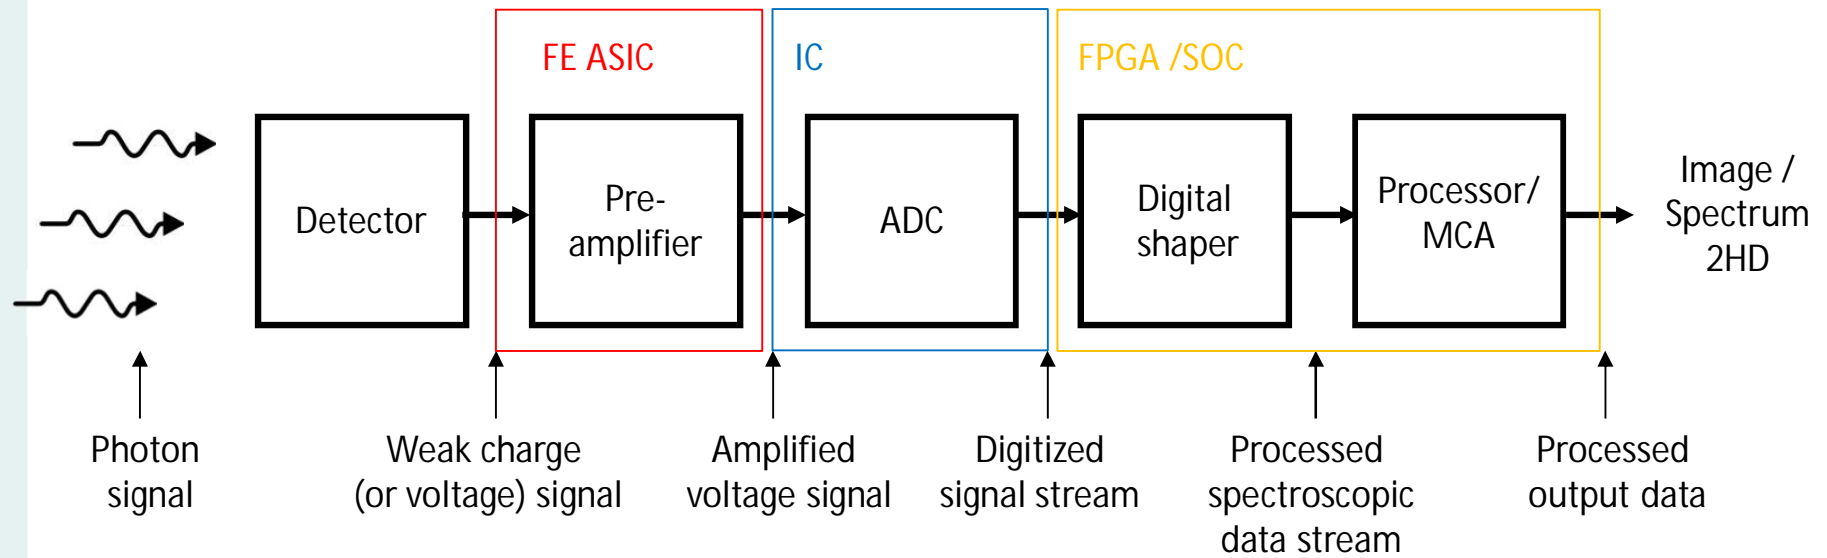 FE ASIC
IC
FPGA /SOC
Detector
Pre-
amplifier
ADC
Digital
shaper
Processor/
MCA
Image /
Spectrum
2HD
Photon
signal
Weak charge
(or voltage) signal
Amplified
voltage signal
Digitized
signal stream
Processed
spectroscopic
data stream
Processed
output data